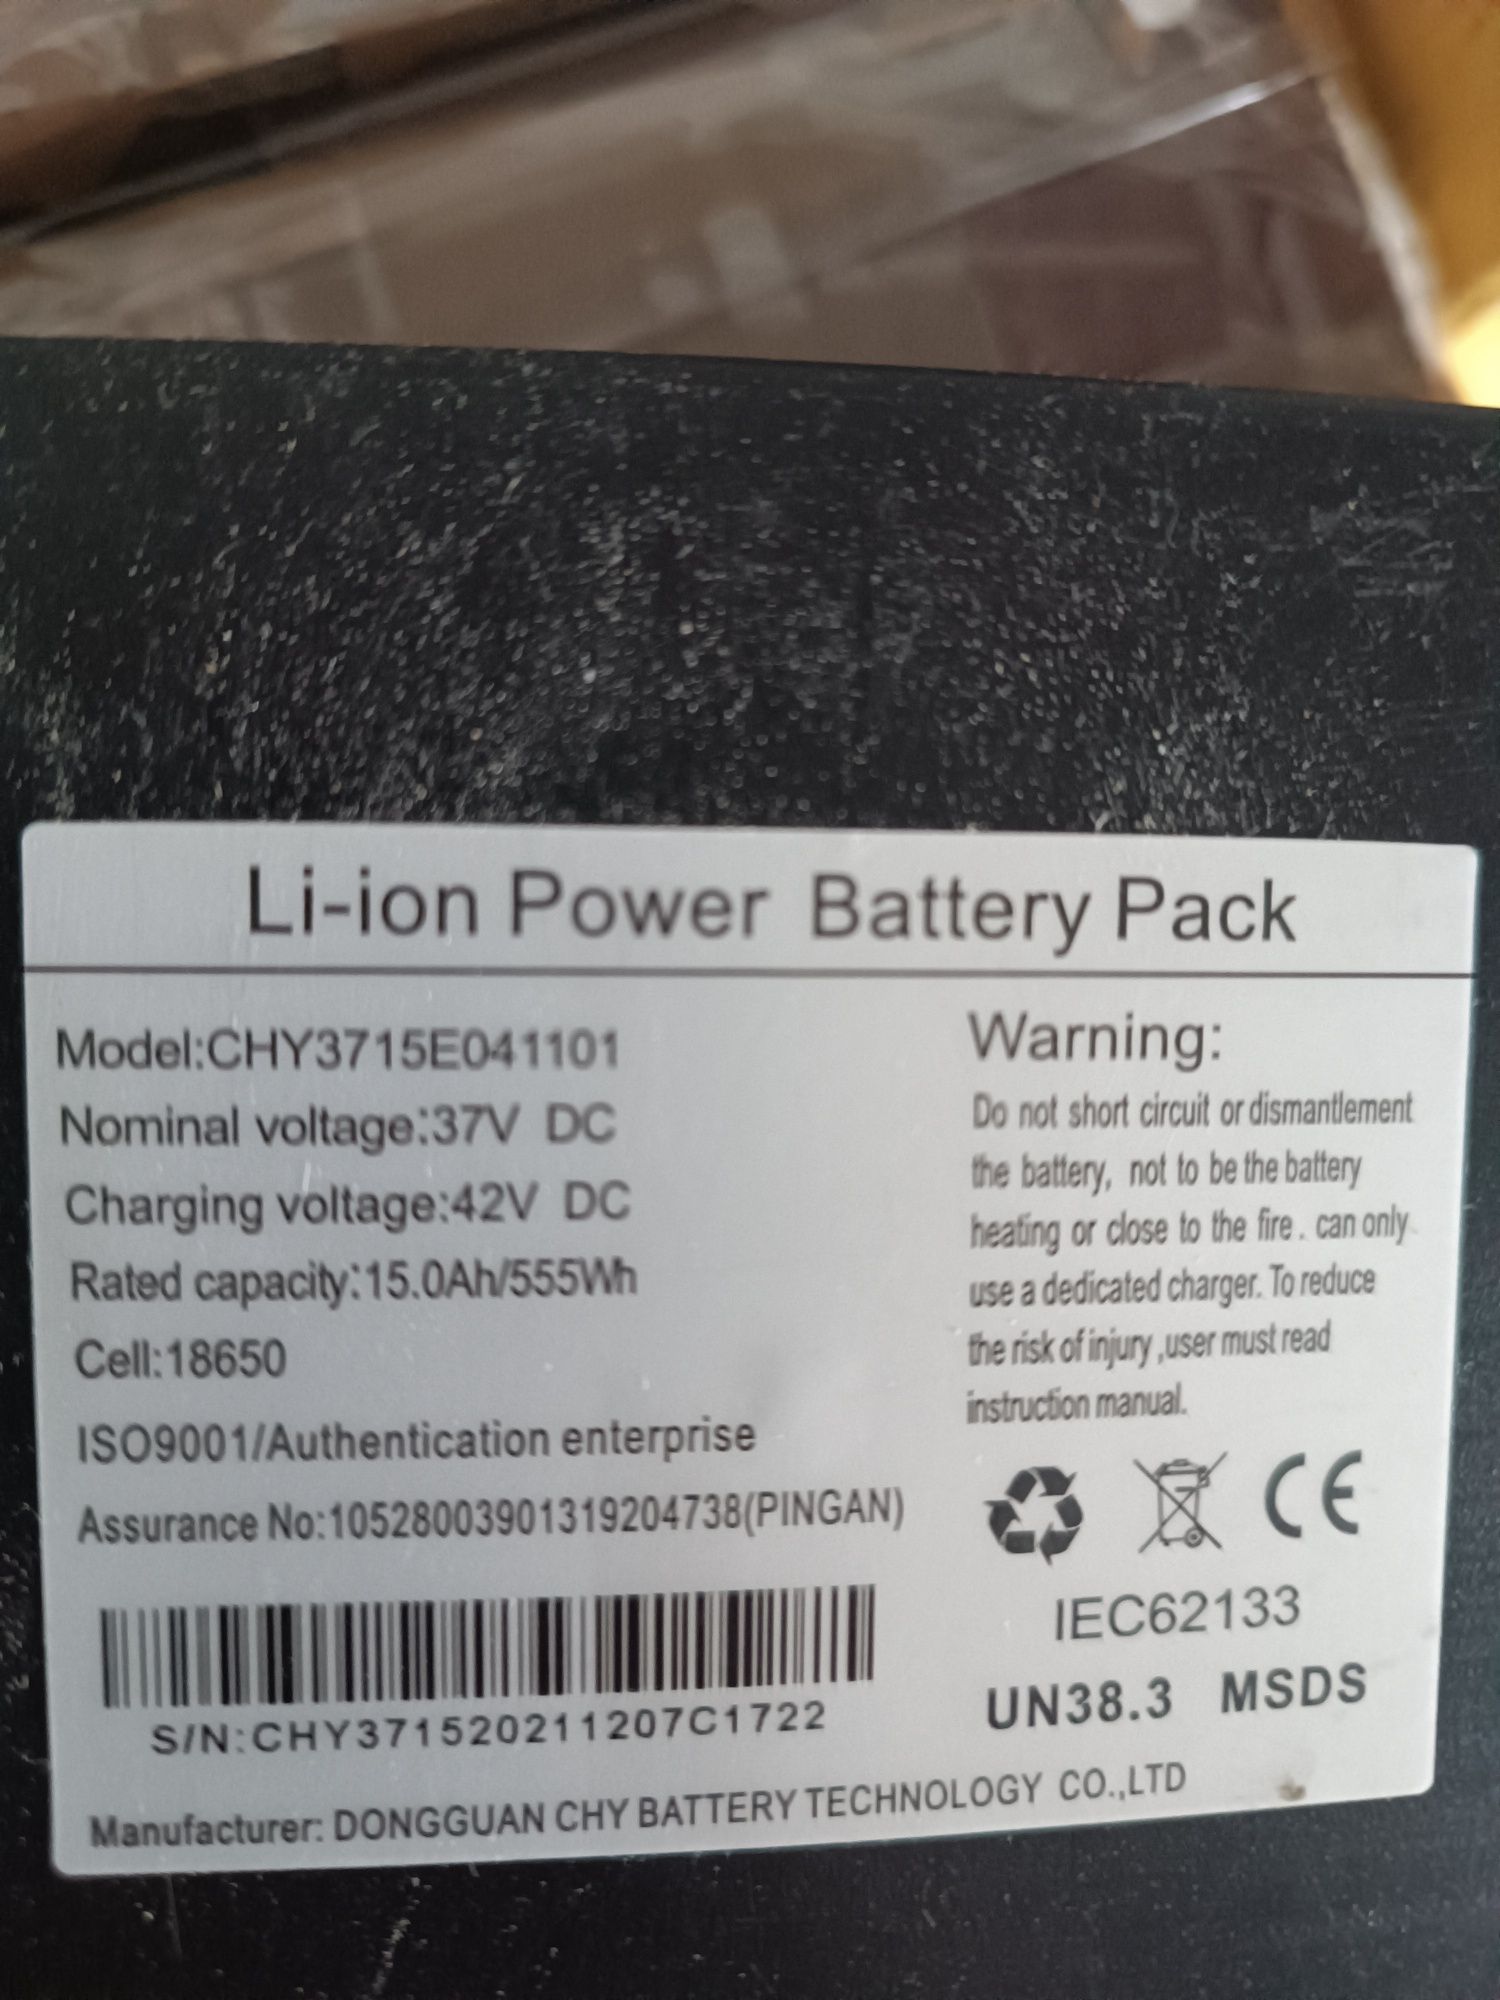 Li-ion Power Battery Pack
Model:CHY3715E041101
Nominal voltage:37V DC
Charging voltage:42V DC
Rated capacity:15.0Ah/555Wh
Cell:18650
ISO9001/Authentication enterprise
Assurance No:10528003901319204738(PINGAN)
S/N:CHY371520211207C1722
Warning:
Do not short circuit or dismantlement
the battery, not to be the battery
heating or close to the fire. can only
use a dedicated charger. To reduce
the risk of injury ,user must read
instruction manual.
CE
IEC62133
UN38.3 MSDS
Manufacturer: DONGGUAN CHY BATTERY TECHNOLOGY CO.,LTD